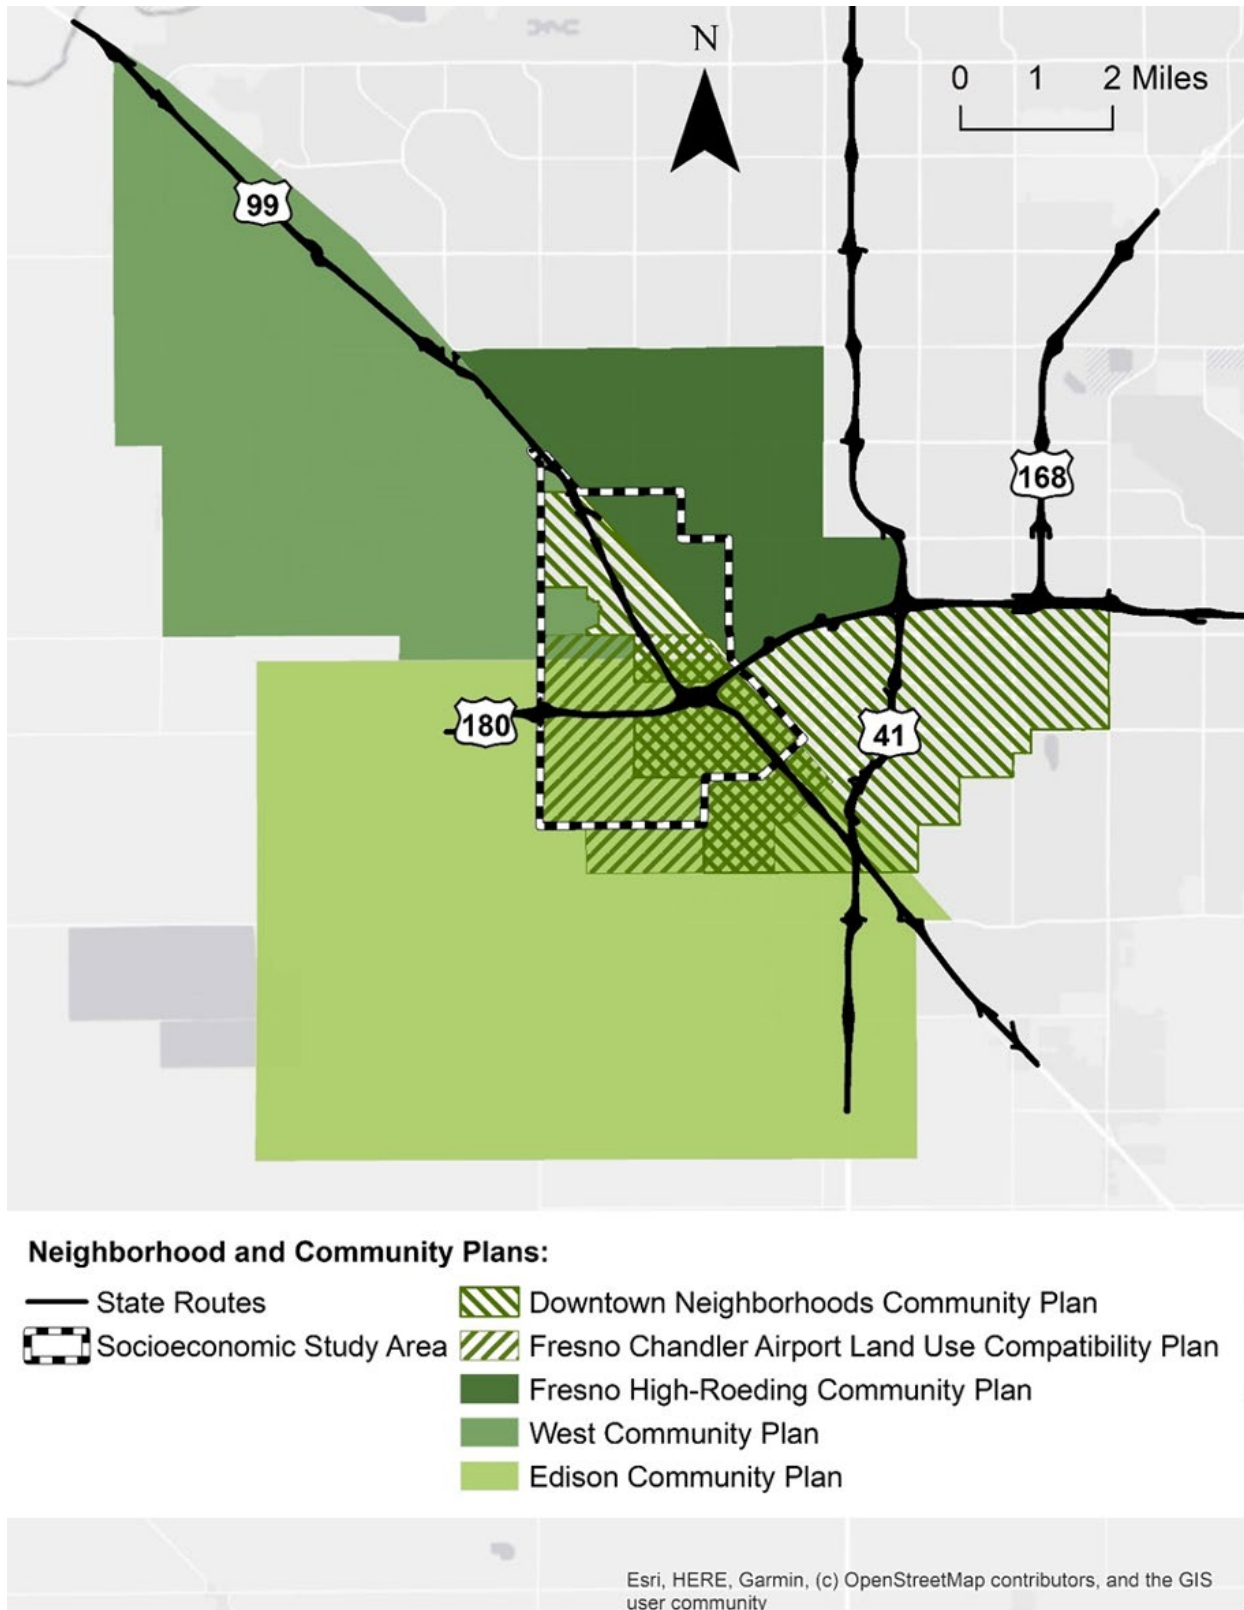 N
0 1 2 Miles
99
168
180
41
Neighborhood and Community Plans:
State Routes
Socioeconomic Study Area
Downtown Neighborhoods Community Plan
Fresno Chandler Airport Land Use Compatibility Plan
Fresno High-Roeding Community Plan
West Community Plan
Edison Community Plan
Esri, HERE, Garmin, (c) OpenStreetMap contributors, and the GIS
user community